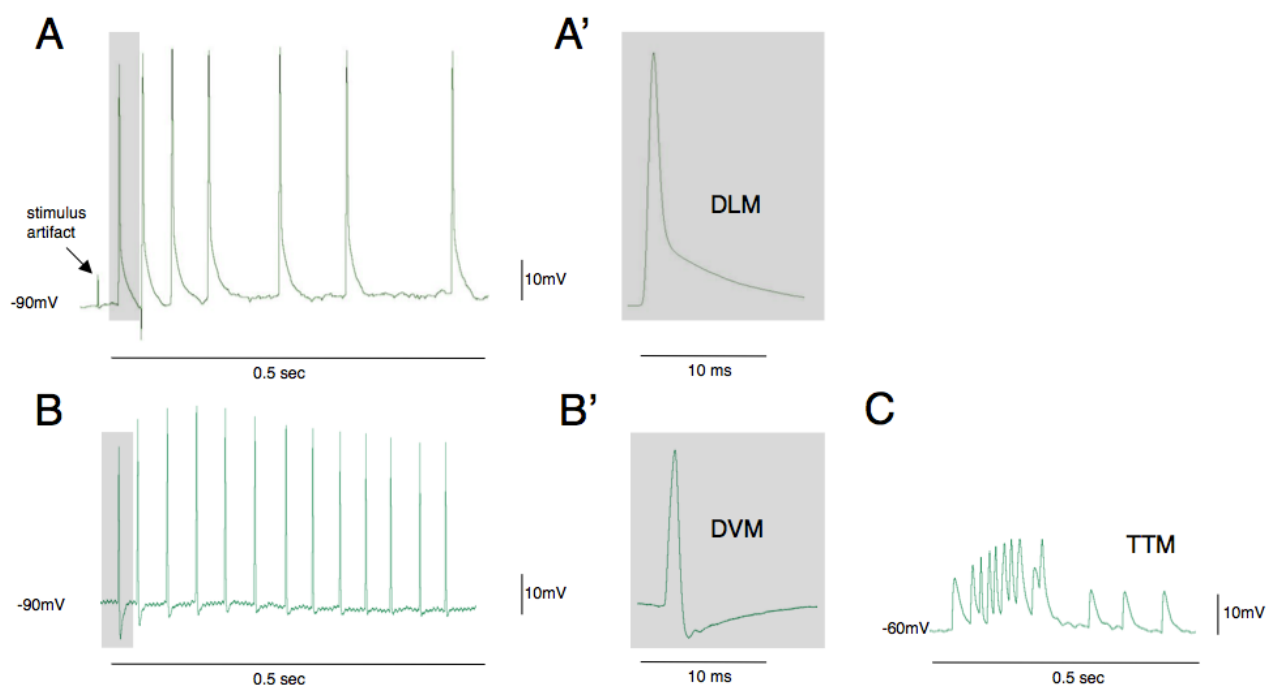 A
A’
stimulus
artifact
DLM
-90mV
10mV
0.5 sec
10 ms
B
B’
C
DVM
TTM
-90mV
10mV
-60mV
10mV
0.5 sec
10 ms
0.5 sec